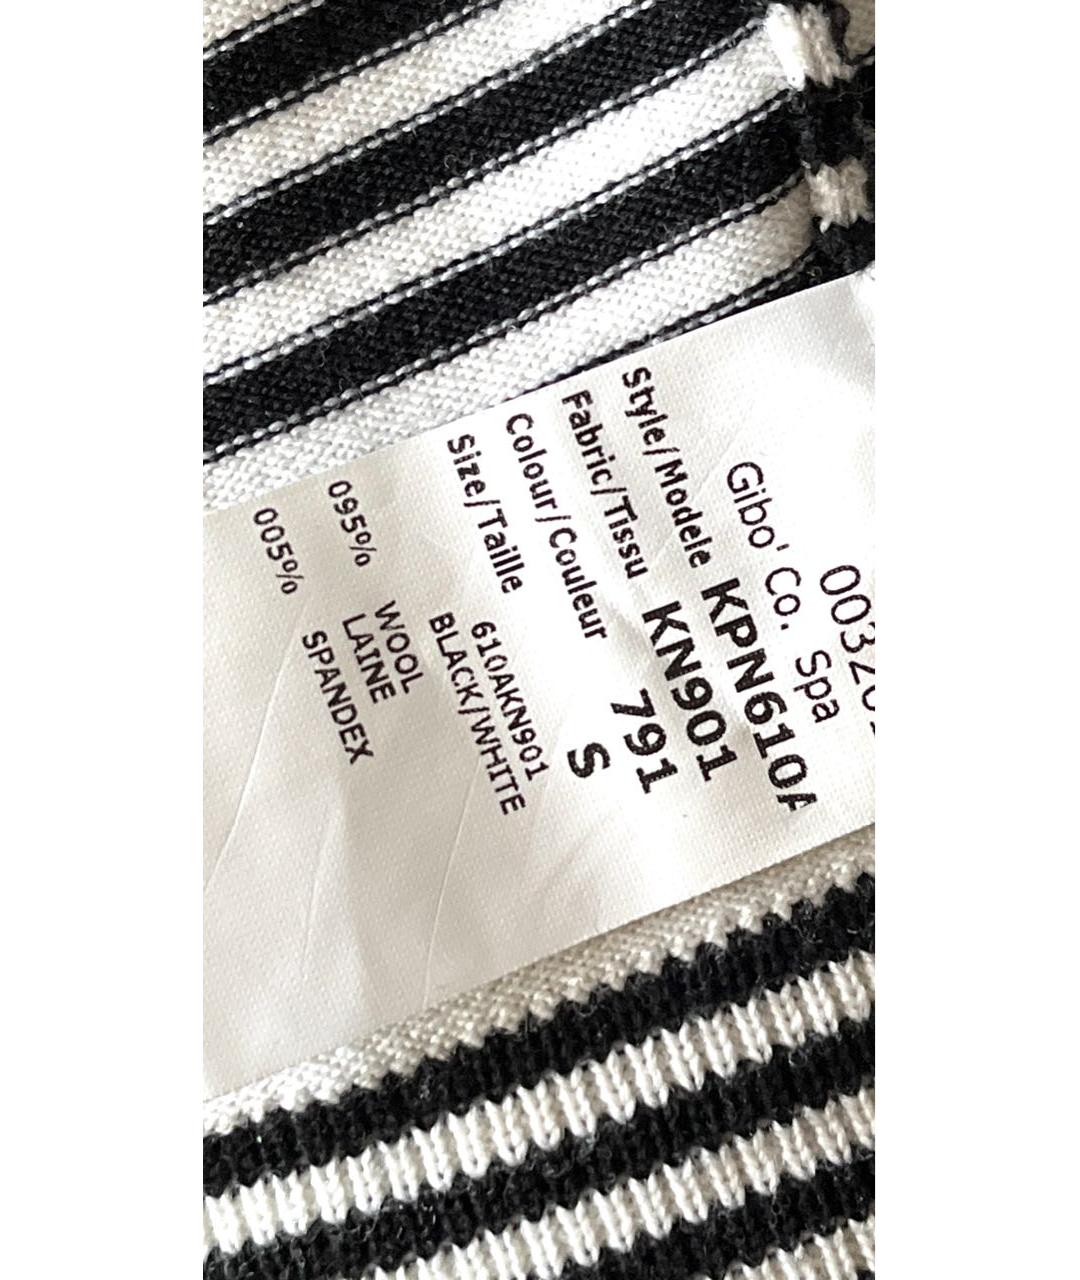 Gibo' Co. Spa
Style/Modele KPN610A
Fabric/Tissu KN901
Colour/Couleur 791
Size/Taille S
610AKN901
BLACK/WHITE
095% WOOL
LAINE
005% SPANDEX